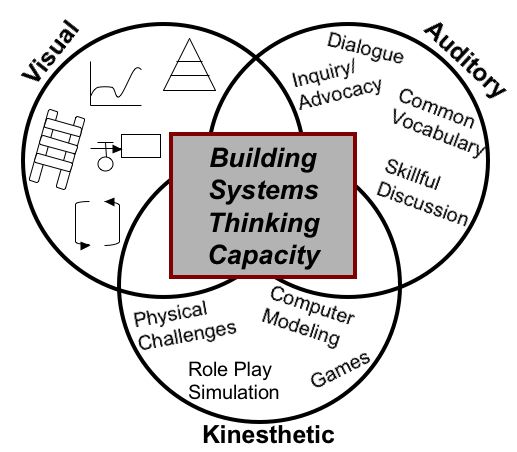 Visual
Auditory
Dialogue
Inquiry/
Advocacy
Common
Vocabulary
Skillful
Discussion
Building
Systems
Thinking
Capacity
Physical
Challenges
Computer
Modeling
Role Play
Simulation
Games
Kinesthetic